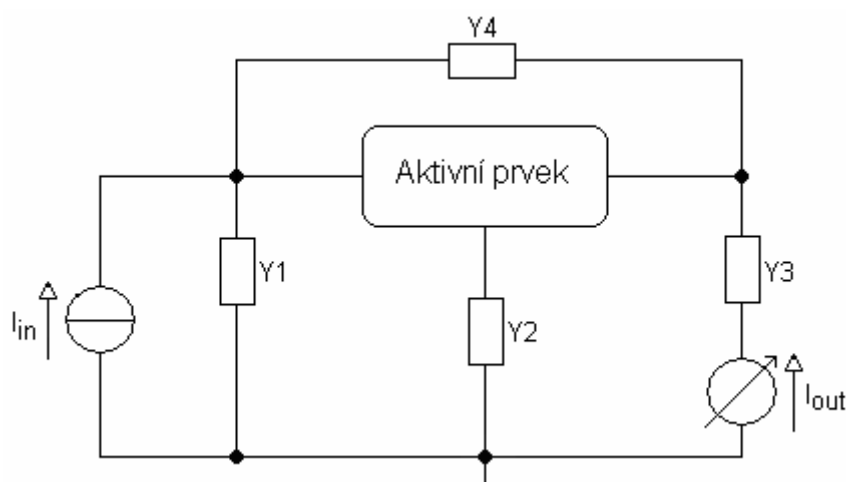 Y4
Aktivní prvek
Y1
Y3
Iin
Y2
Iout